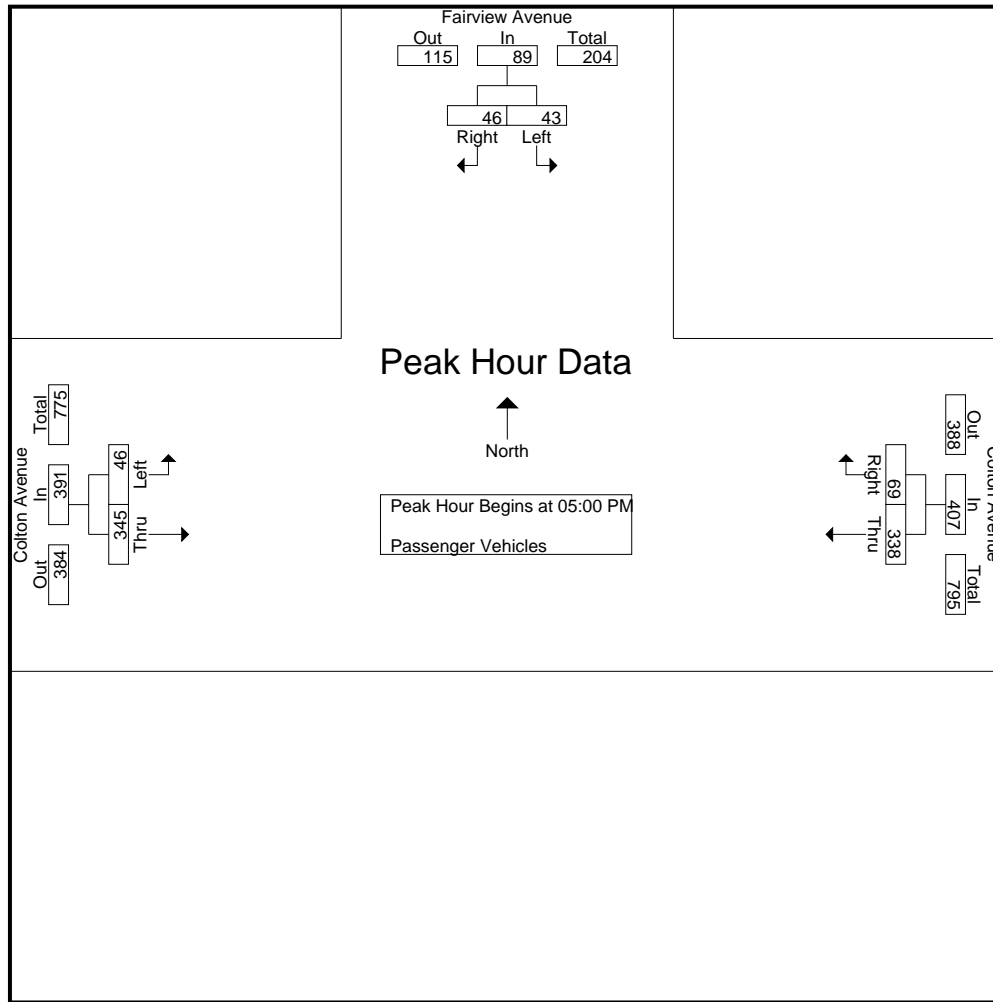 Fairview Avenue
Out In Total
115 89 204
46 43
Right Left
Peak Hour Data
North
Peak Hour Begins at 05:00 PM
Passenger Vehicles
Colton Avenue
Out In Total
384 391 775
345 46
Thru Left
Colton Avenue
Out In Total
388 407 795
69 338
Right Thru